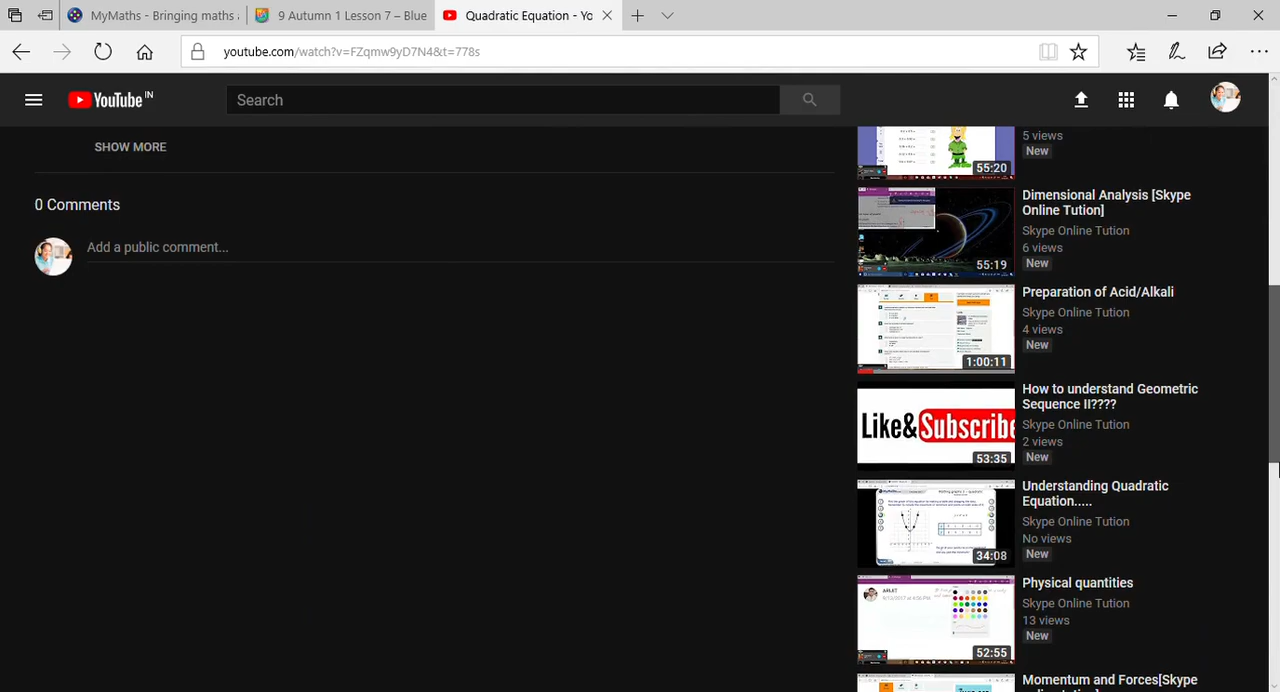 MyMaths - Bringing maths
9 Autumn 1 Lesson 7 – Blue
Quadratic Equation - Yo
youtube.com/watch?v=FZqmw9yD7N4&t=778s
YouTube IN
Search
SHOW MORE
0 Comments
Add a public comment...
5 views
New
55:20
Dimensional Analysis [Skype
Online Tution]
Skype Online Tution
6 views
New
55:19
Preparation of Acid/Alkali
Skype Online Tution
4 views
New
1:00:11
How to understand Geometric
Sequence II????
Skype Online Tution
2 views
New
Like& Subscribe
53:35
Understanding Quadratic
Equation.....
Skype Online Tution
No views
New
34:08
Physical quantities
Skype Online Tution
13 views
New
52:55
Momentum and Forces[Skype